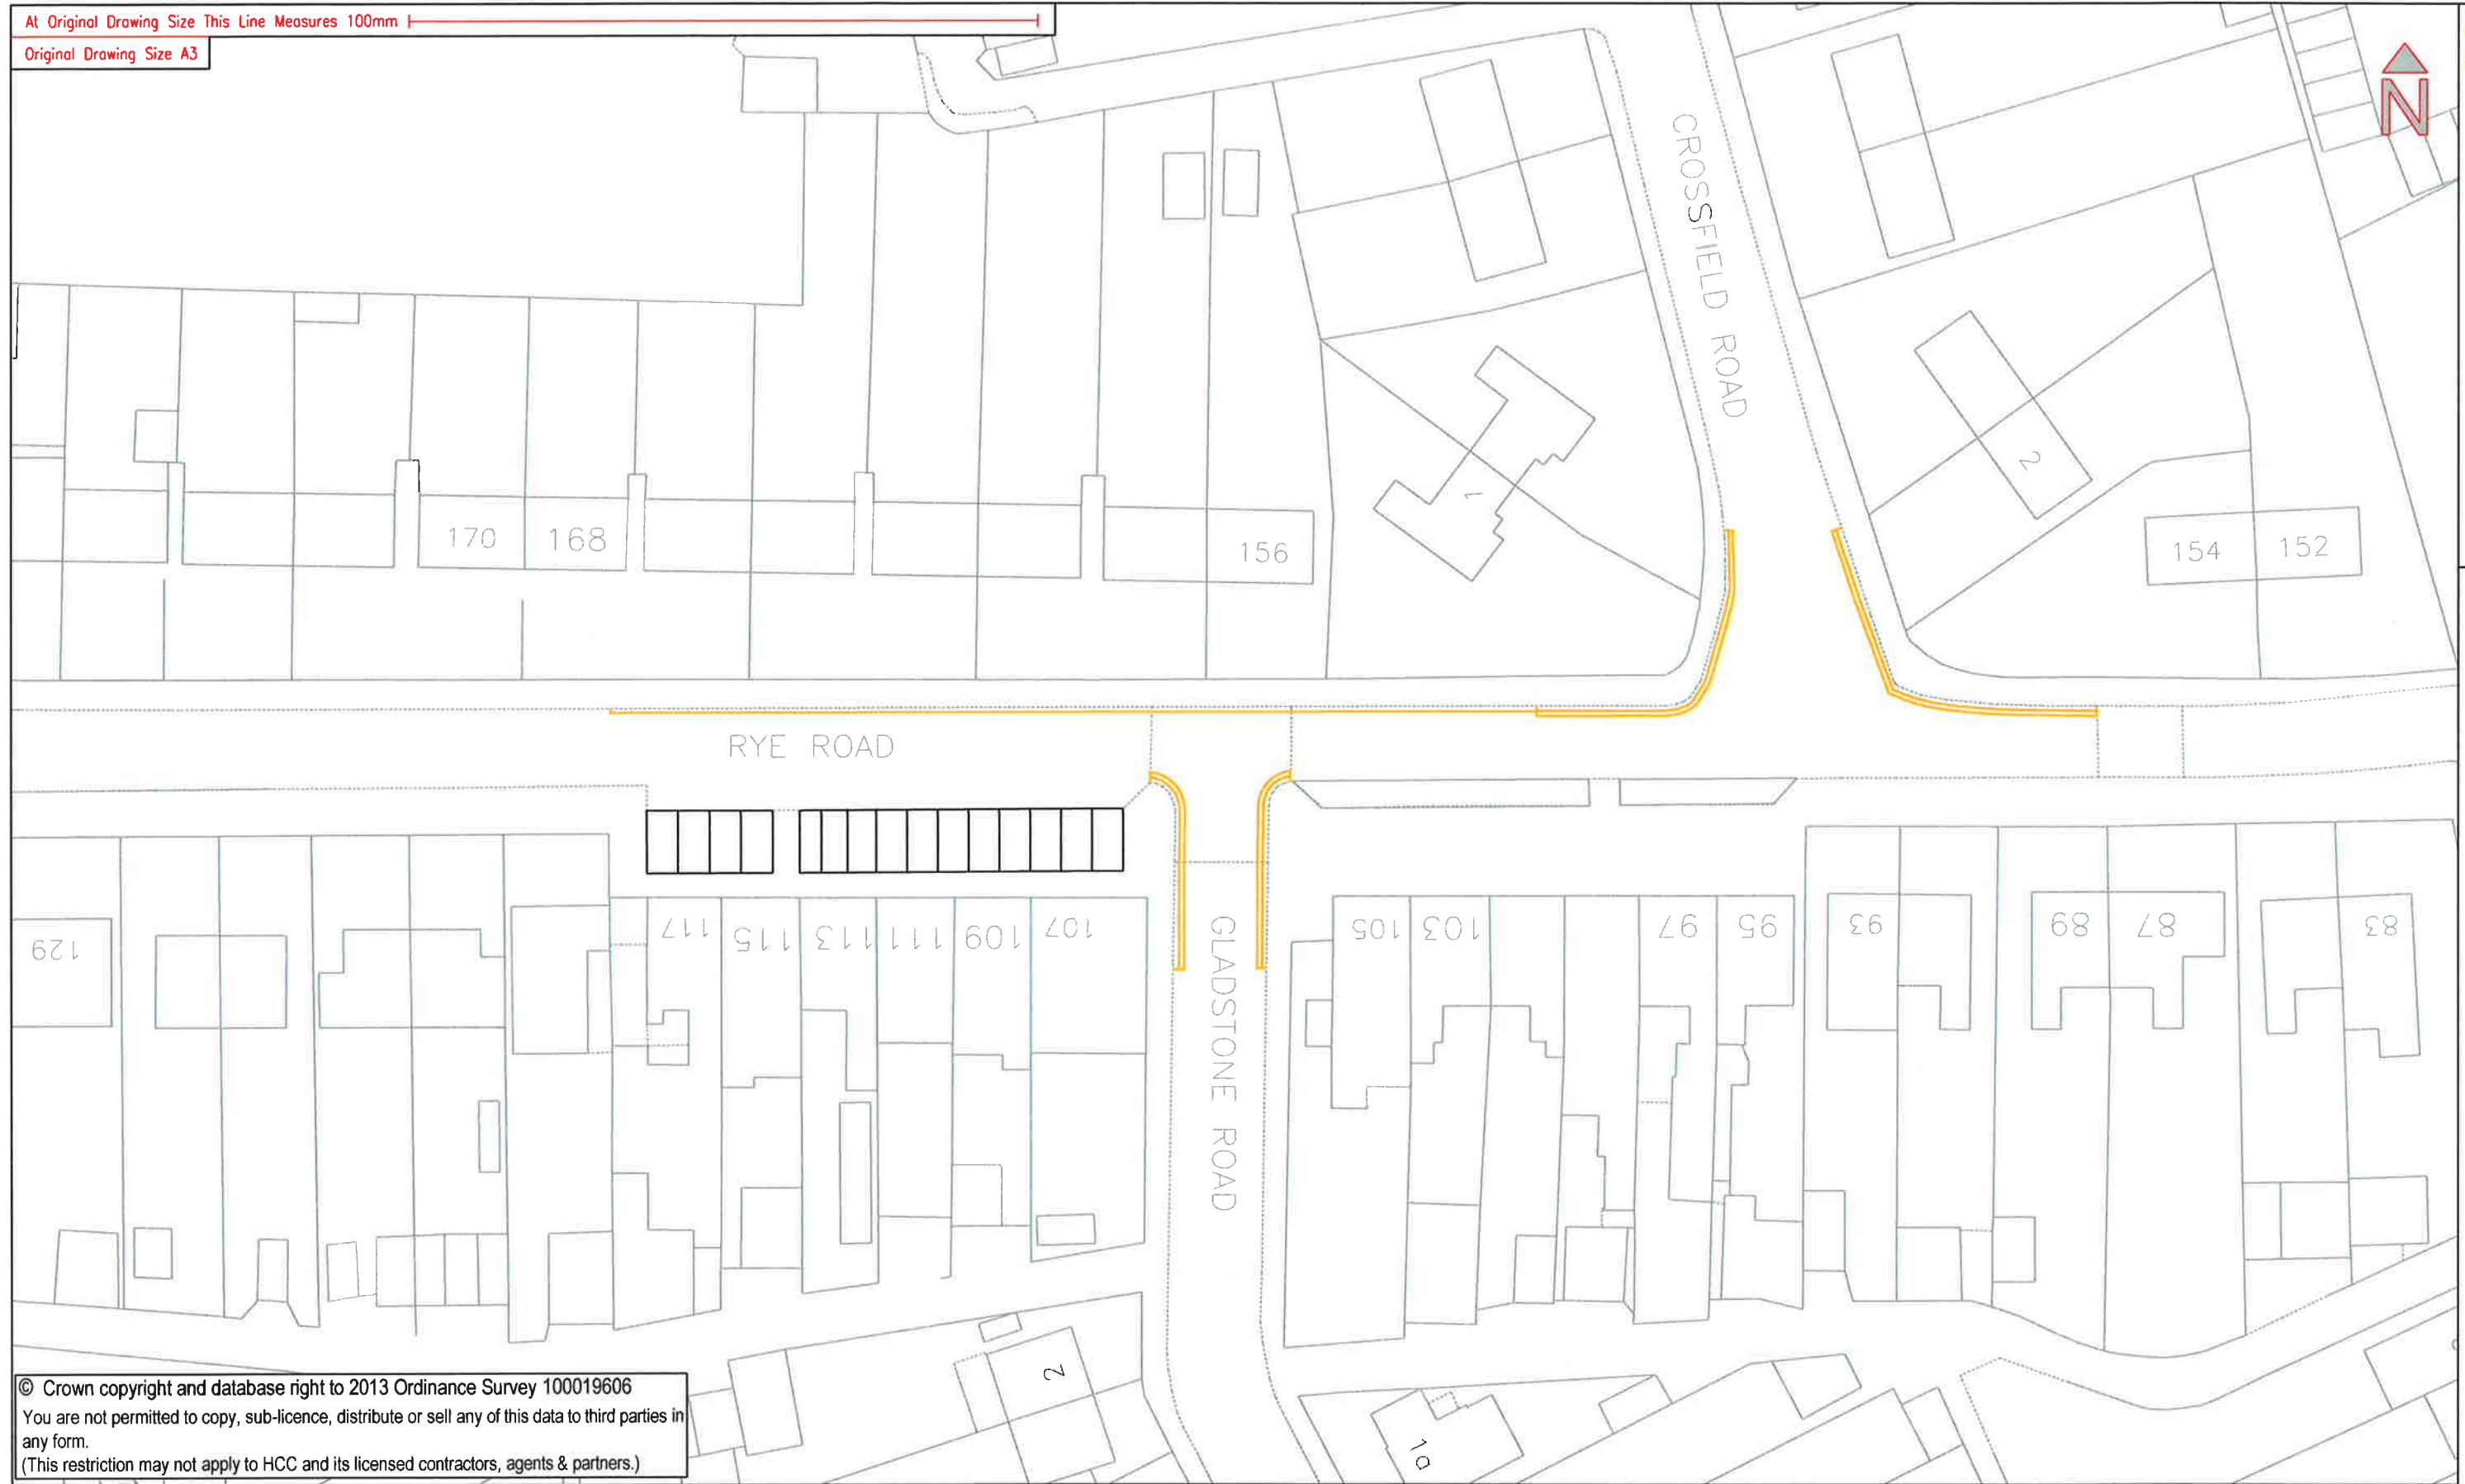 At Original Drawing Size This Line Measures 100mm
Original Drawing Size A3
N
CROSSFIELD ROAD
170
168
156
1
2
154
152
RYE ROAD
129
117
115
113
111
109
107
GLADSTONE ROAD
105
103
97
95
93
89
87
83
2
10
© Crown copyright and database right to 2013 Ordinance Survey 100019606
You are not permitted to copy, sub-licence, distribute or sell any of this data to third parties in
any form.
(This restriction may not apply to HCC and its licensed contractors, agents & partners.)